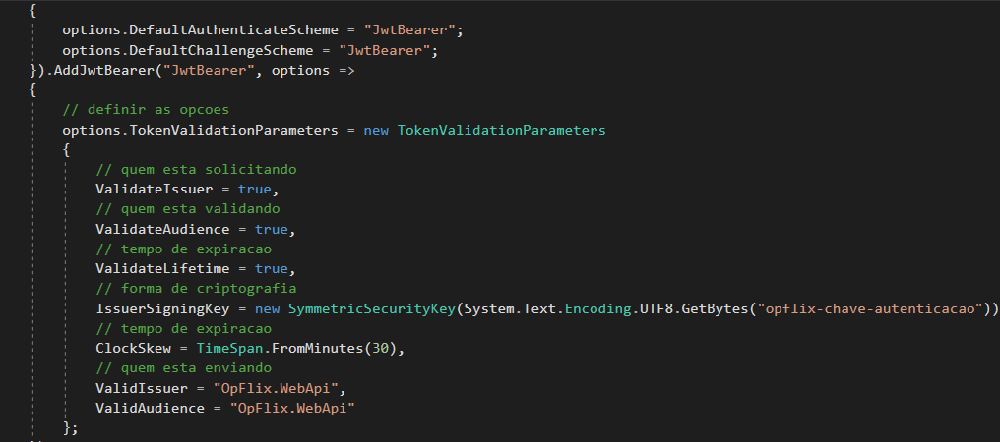 {
options.DefaultAuthenticateScheme = "JwtBearer";
options.DefaultChallengeScheme = "JwtBearer";
}).AddJwtBearer("JwtBearer", options =>
{
// definir as opcoes
options.TokenValidationParameters = new TokenValidationParameters
{
// quem esta solicitando
ValidateIssuer = true,
// quem esta validando
ValidateAudience = true,
// tempo de expiracao
ValidateLifetime = true,
// forma de criptografia
IssuerSigningKey = new SymmetricSecurityKey(System.Text.Encoding.UTF8.GetBytes("opflix-chave-autenticacao"))
// tempo de expiracao
ClockSkew = TimeSpan.FromMinutes(30),
// quem esta enviando
ValidIssuer = "OpFlix.WebApi",
ValidAudience = "OpFlix.WebApi"
};